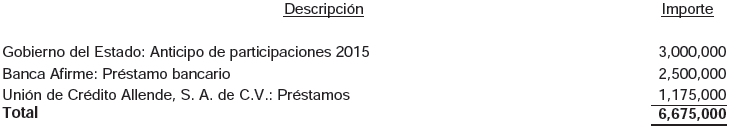 Descripción Importe
Gobierno del Estado: Anticipo de participaciones 2015 3,000,000
Banca Afirme: Préstamo bancario 2,500,000
Unión de Crédito Allende, S. A. de C.V.: Préstamos 1,175,000
Total 6,675,000